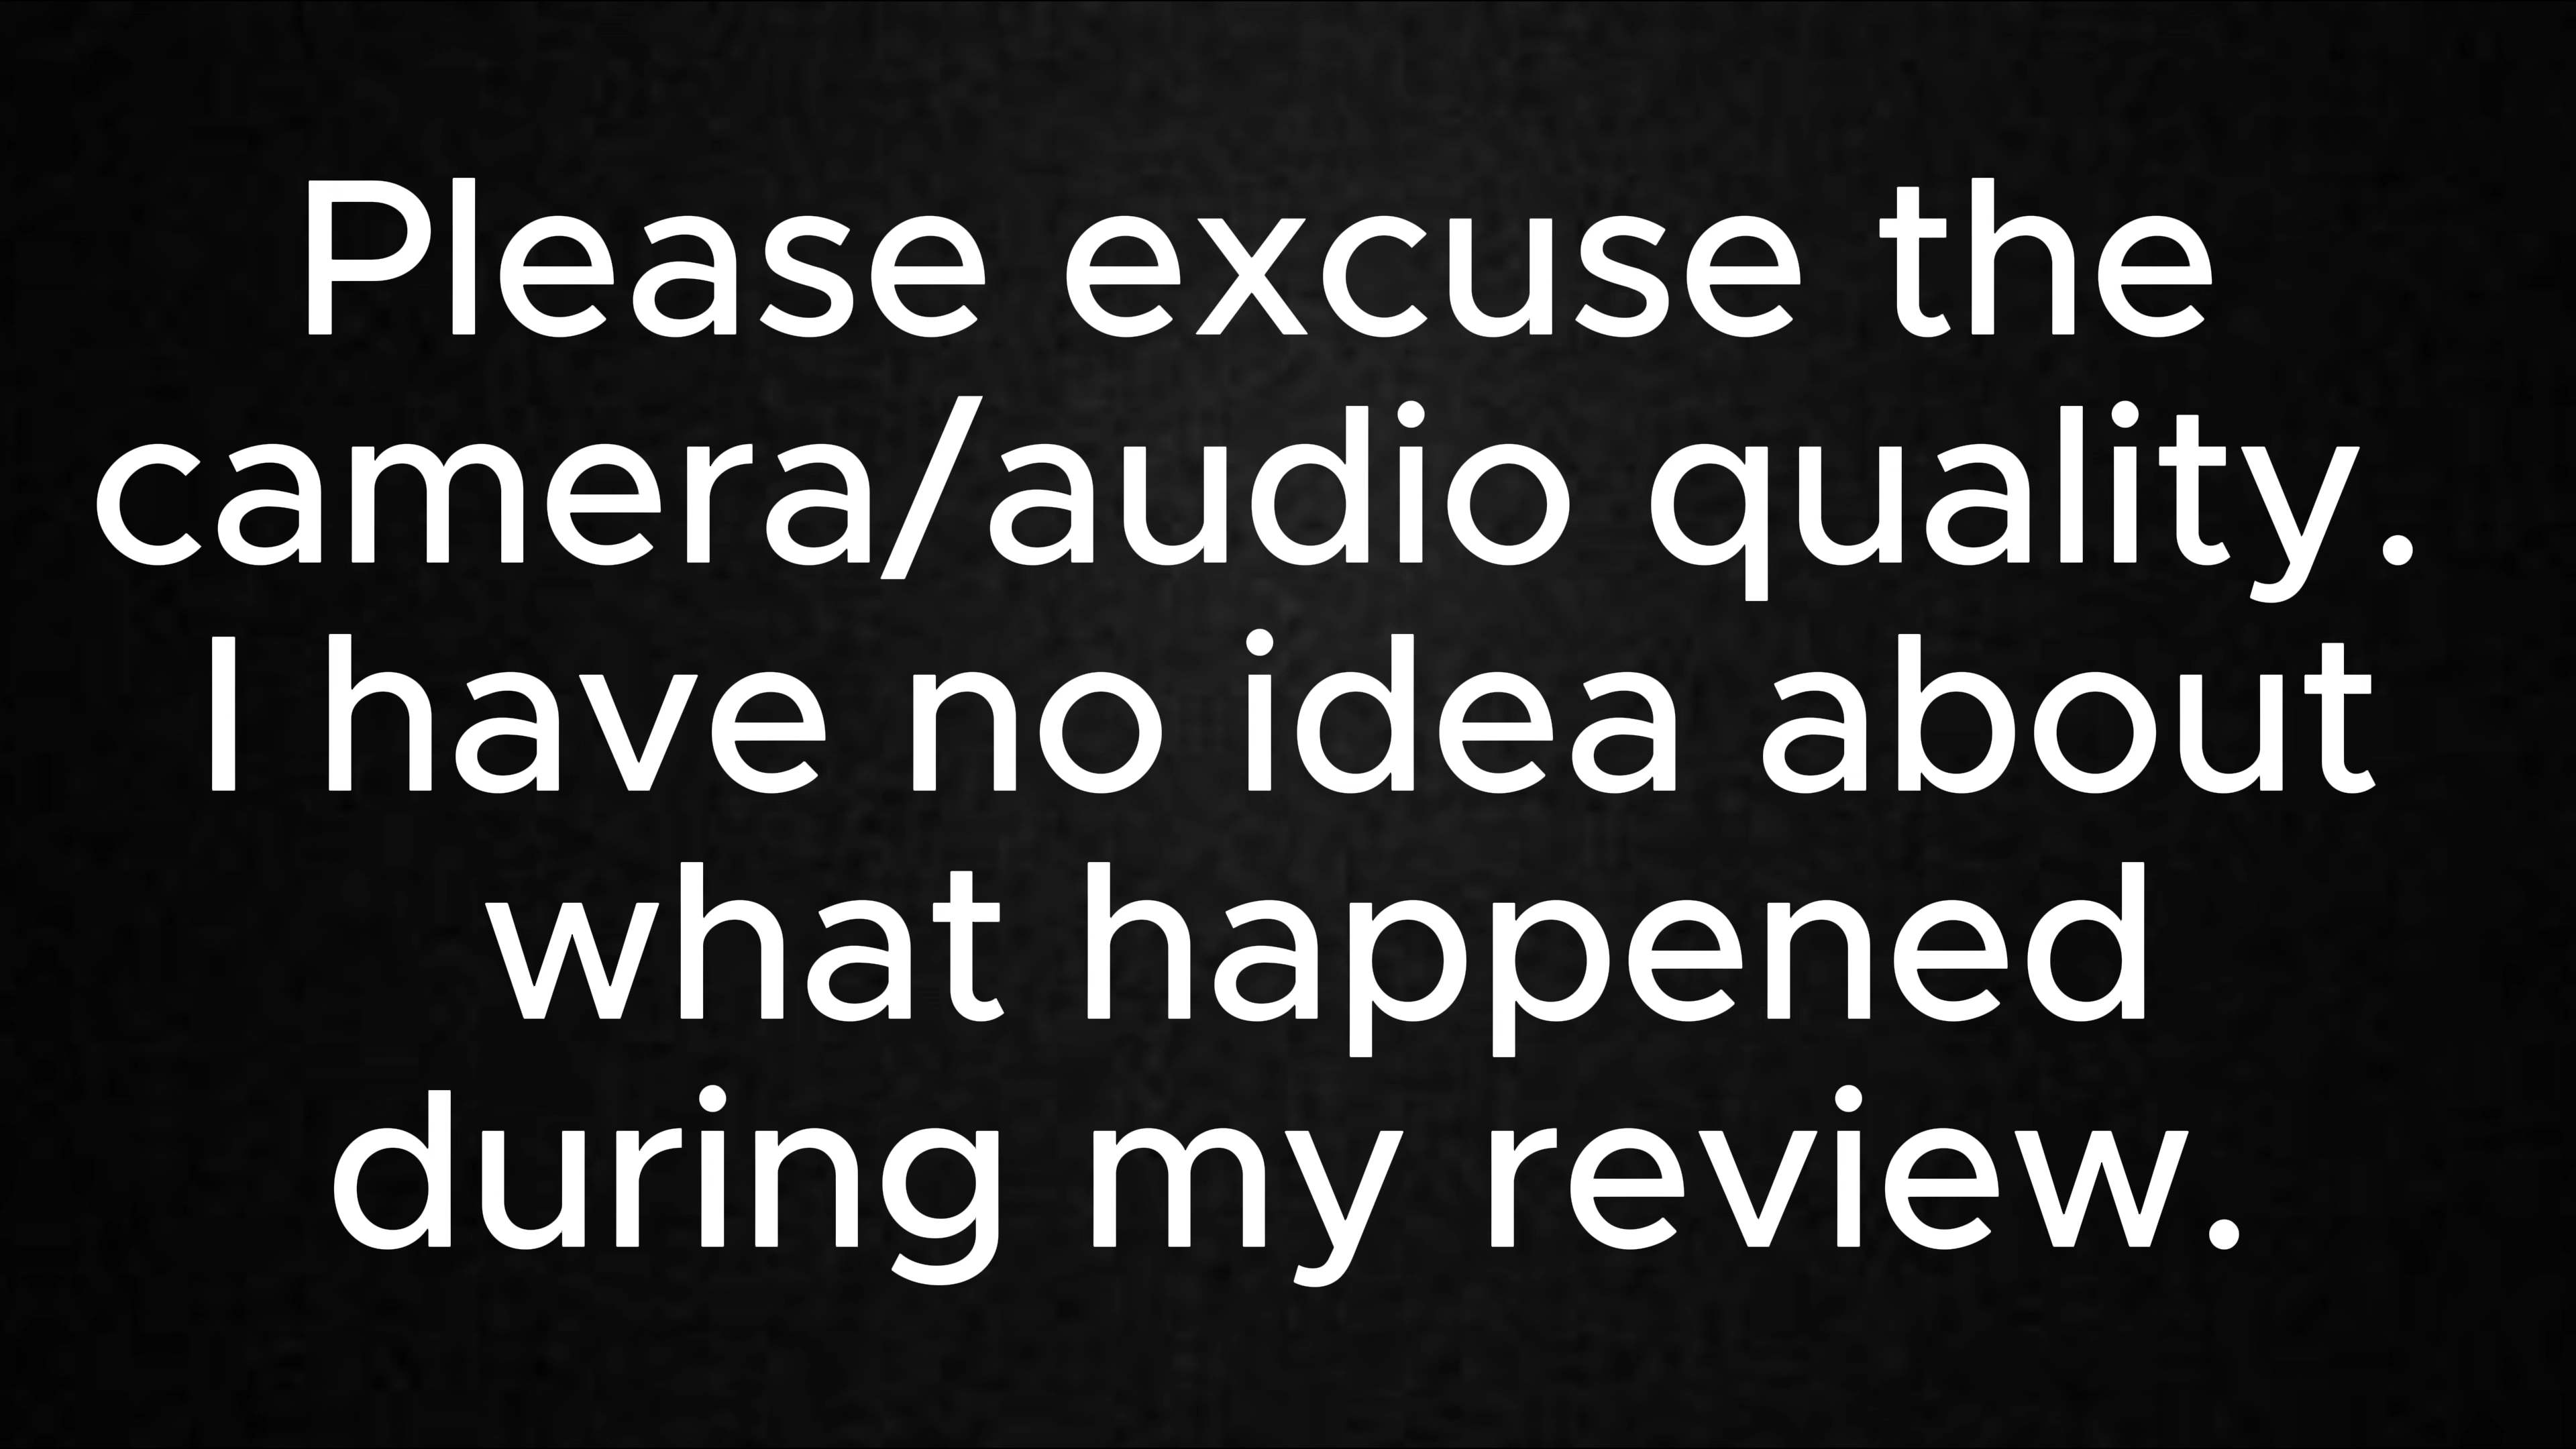 Please excuse the
camera/audio quality.
I have no idea about
what happened
during my review.